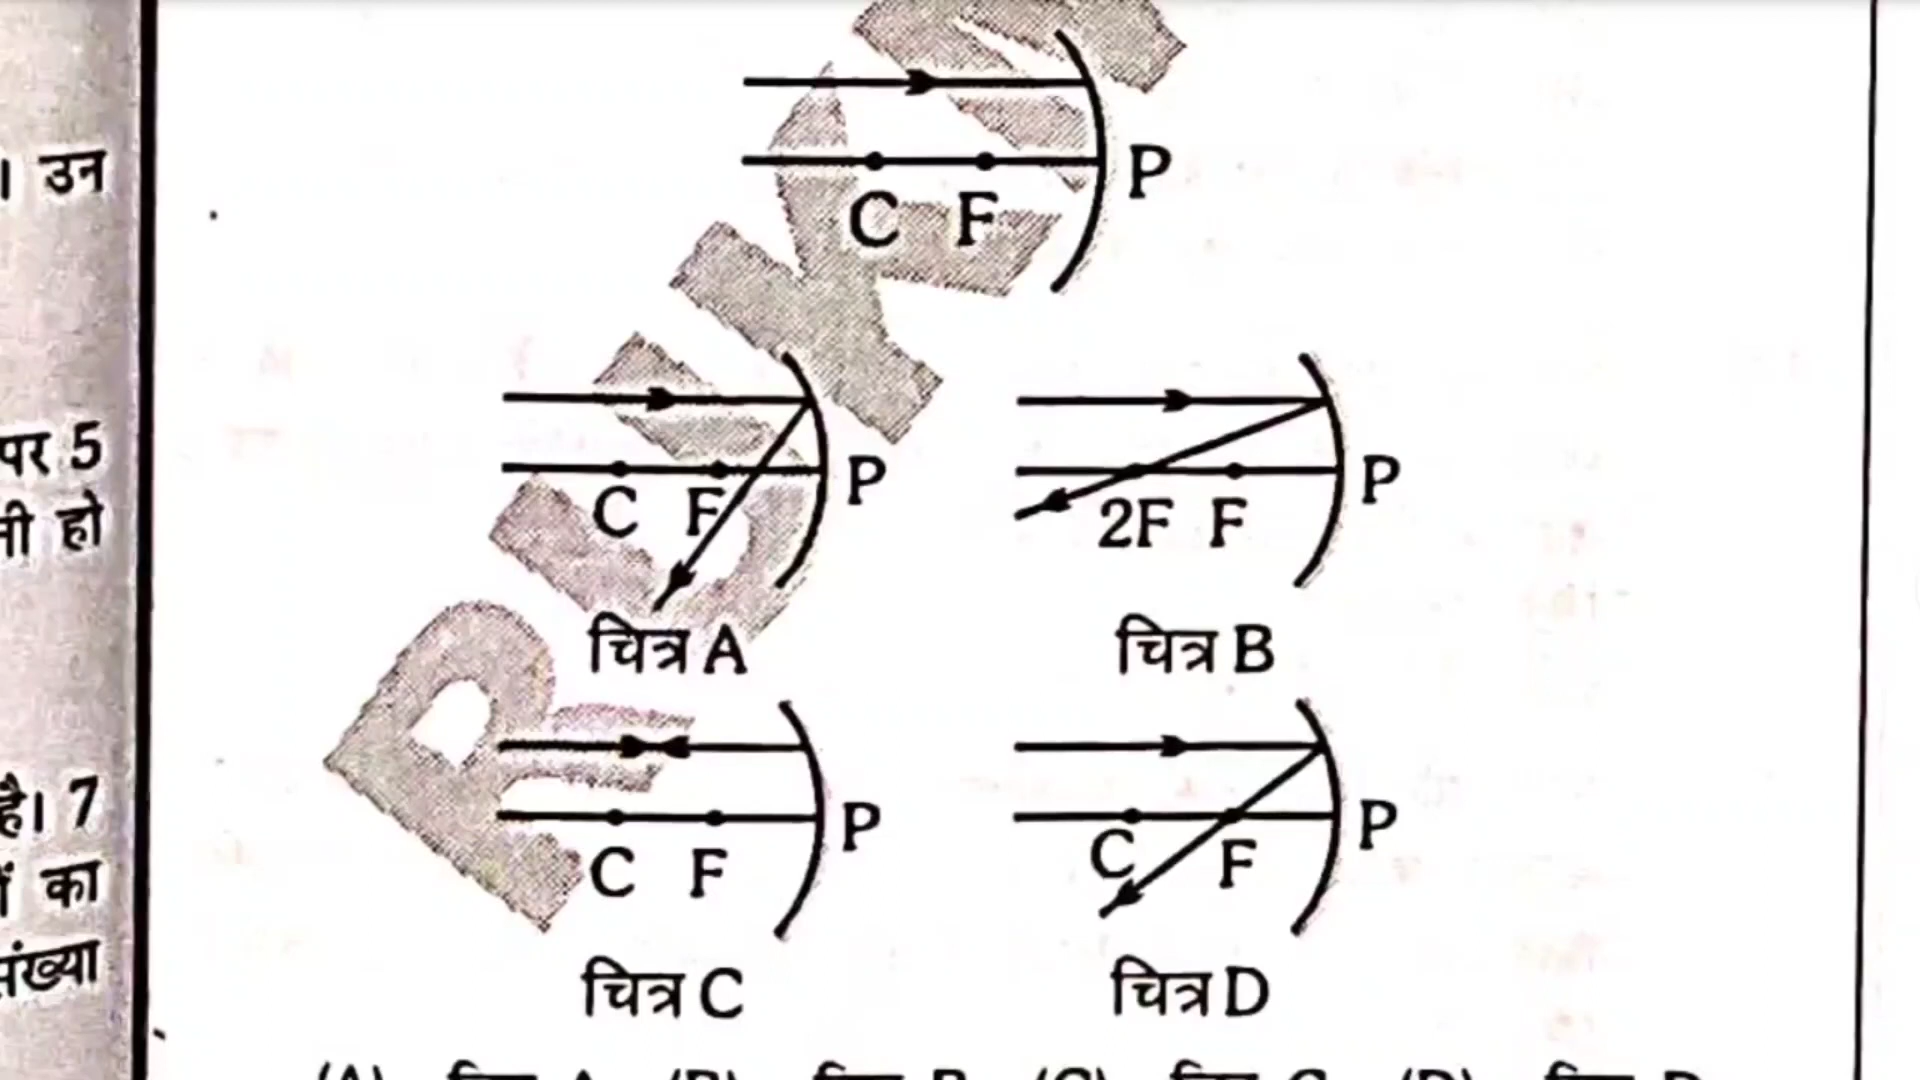 । उन
P
C F
पर 5
नी हो
C F P
2F F P
चित्र A चित्र B
है। 7
का
संख्या
C F P
C F P
चित्र C चित्र D
(A) चित्र A (B) चित्र B (C) चित्र C (D) चित्र D